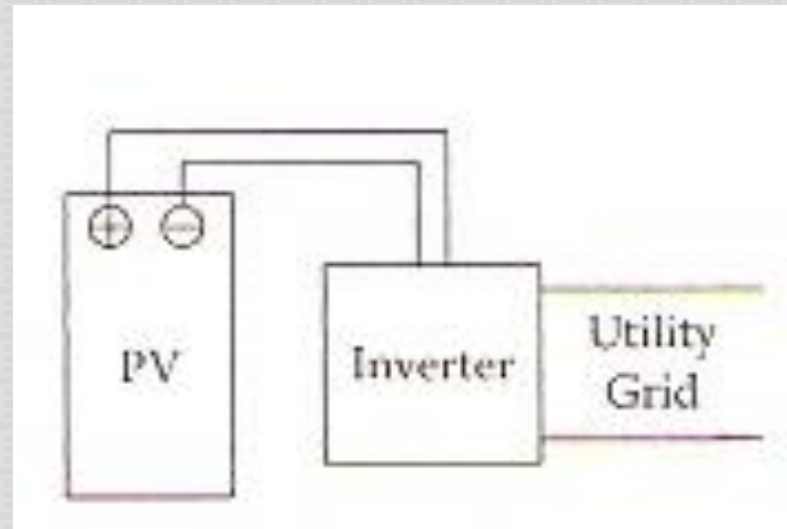 + −
PV
Inverter
Utility
Grid